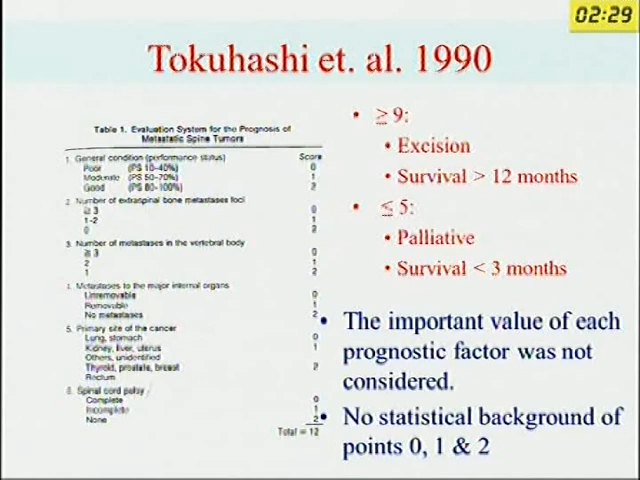 02:29
Tokuhashi et. al. 1990
Table 1. Evaluation System for the Prognosis of
Metastatic Spine Tumors
1. General condition (performance status) Score
Poor (PS 10-40%) 0
Moderate (PS 50-70%) 1
Good (PS 80-100%) 2
2. Number of extraspinal bone metastases foci
≥ 3 0
1-2 1
0 2
3. Number of metastases in the vertebral body
≥ 3 0
2 1
1 2
4. Metastases to the major internal organs
Unremovable 0
Removable 1
No metastases 2
5. Primary site of the cancer
Lung, stomach 0
Kidney, liver, uterus 1
Others, unidentified
Thyroid, prostate, breast 2
Rectum
6. Spinal cord palsy
Complete 0
Incomplete 1
None 2
Total = 12
• ≥ 9:
• Excision
• Survival > 12 months
• ≤ 5:
• Palliative
• Survival < 3 months
• The important value of each
prognostic factor was not
considered.
• No statistical background of
points 0, 1 & 2